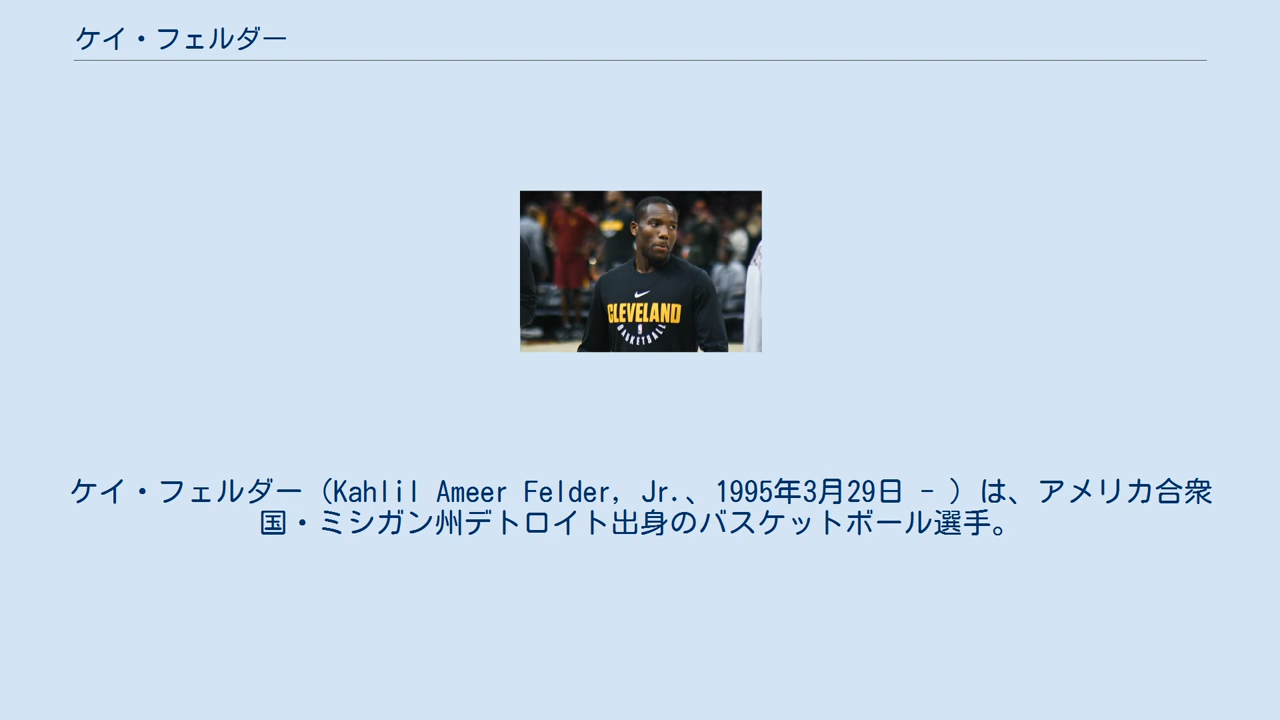 ケイ・フェルダー
CLEVELAND
BASKETBALL
ケイ・フェルダー（Kahlil Ameer Felder, Jr.、1995年3月29日 - ）は、アメリカ合衆
国・ミシガン州デトロイト出身のバスケットボール選手。